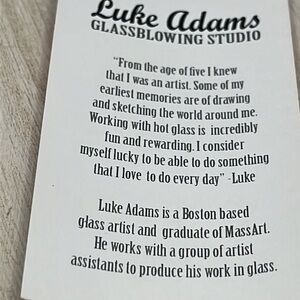 Luke Adams
GLASSBLOWING STUDIO
"From the age of five I knew
that I was an artist. Some of my
earliest memories are of drawing
and sketching the world around me.
Working with hot glass is incredibly
fun and rewarding. I consider
myself lucky to be able to do something
that I love to do every day" -Luke
Luke Adams is a Boston based
glass artist and graduate of MassArt.
He works with a group of artist
assistants to produce his work in glass.